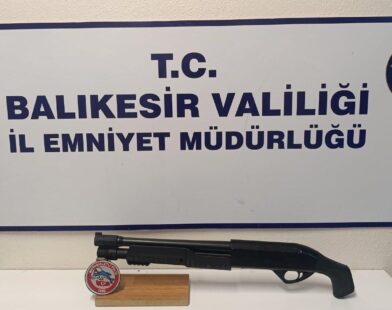 T.C.
BALIKESİR VALİLİĞİ
İL EMNİYET MÜDÜRLÜĞÜ